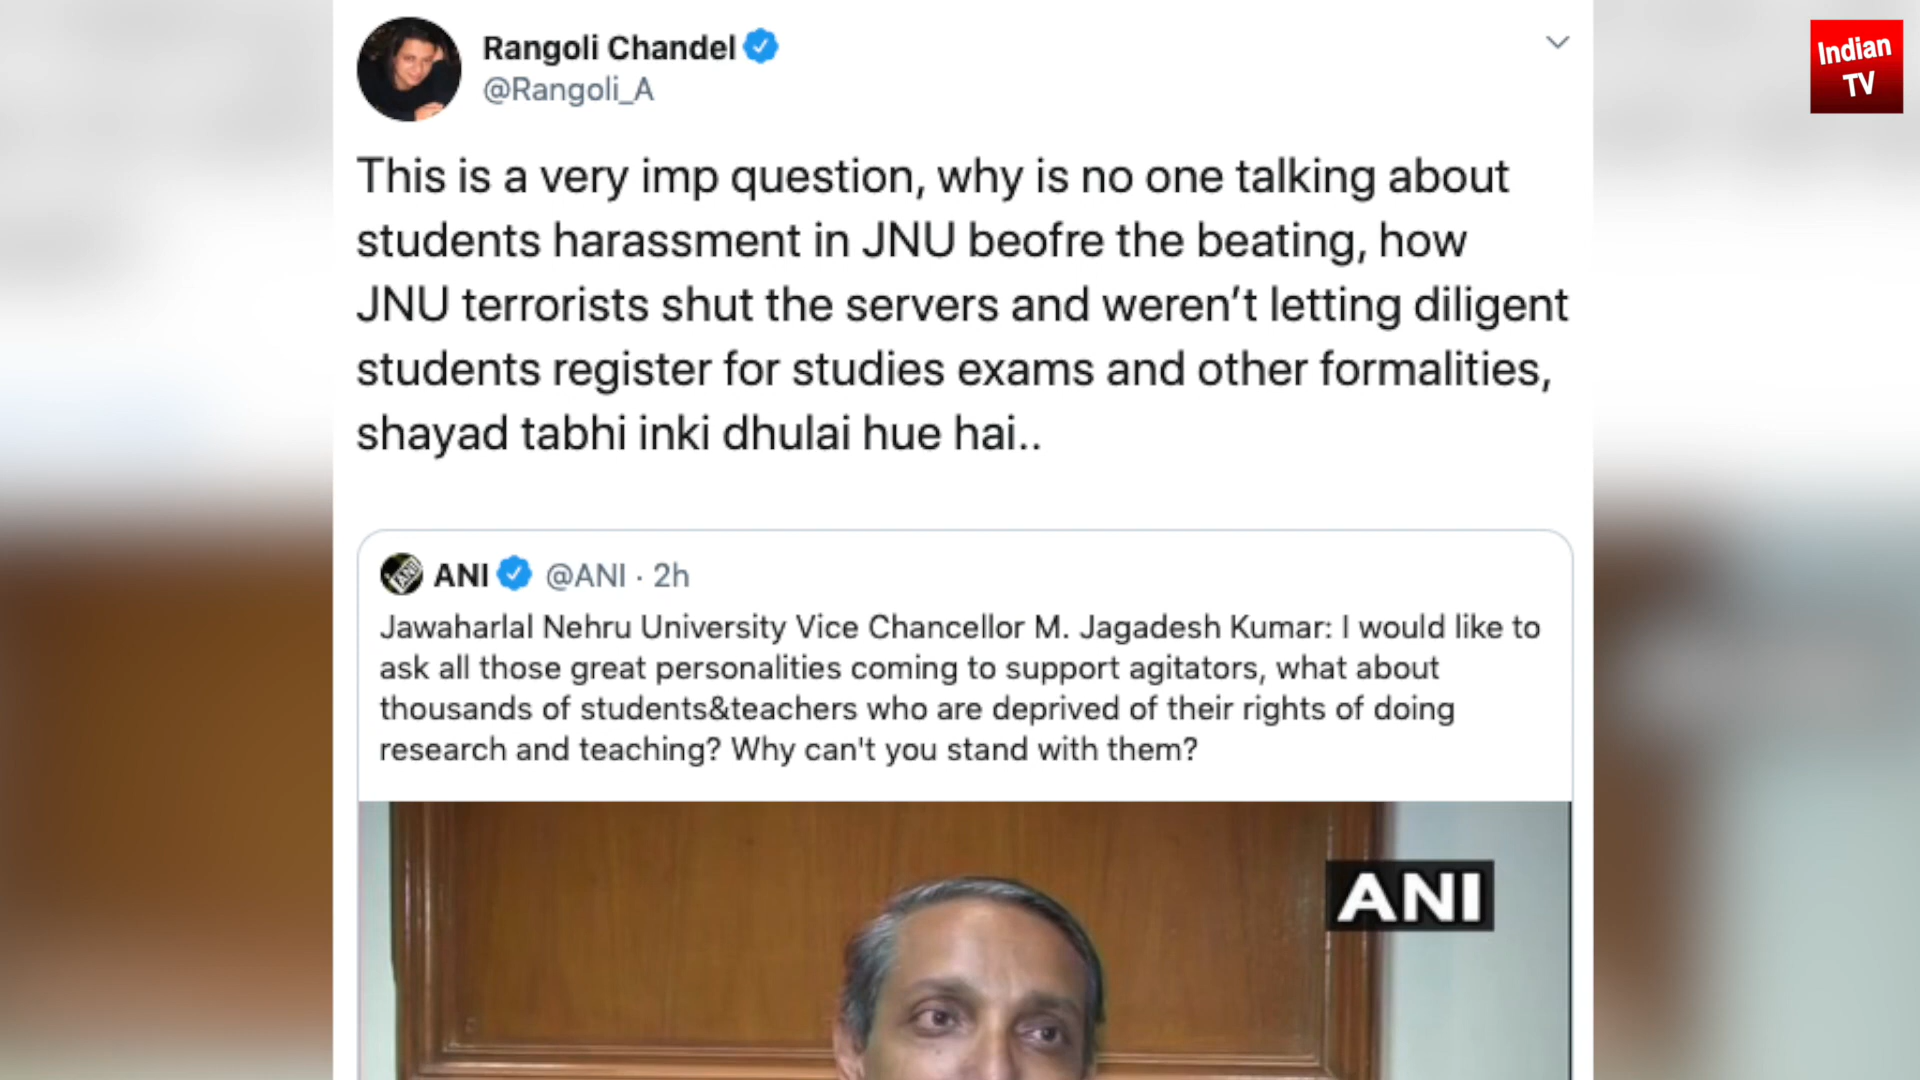 Rangoli Chandel
@Rangoli_A
Indian
TV
This is a very imp question, why is no one talking about
students harassment in JNU beofre the beating, how
JNU terrorists shut the servers and weren't letting diligent
students register for studies exams and other formalities,
shayad tabhi inki dhulai hue hai..
ANI @ANI · 2h
Jawaharlal Nehru University Vice Chancellor M. Jagadesh Kumar: I would like to
ask all those great personalities coming to support agitators, what about
thousands of students&teachers who are deprived of their rights of doing
research and teaching? Why can't you stand with them?
ANI